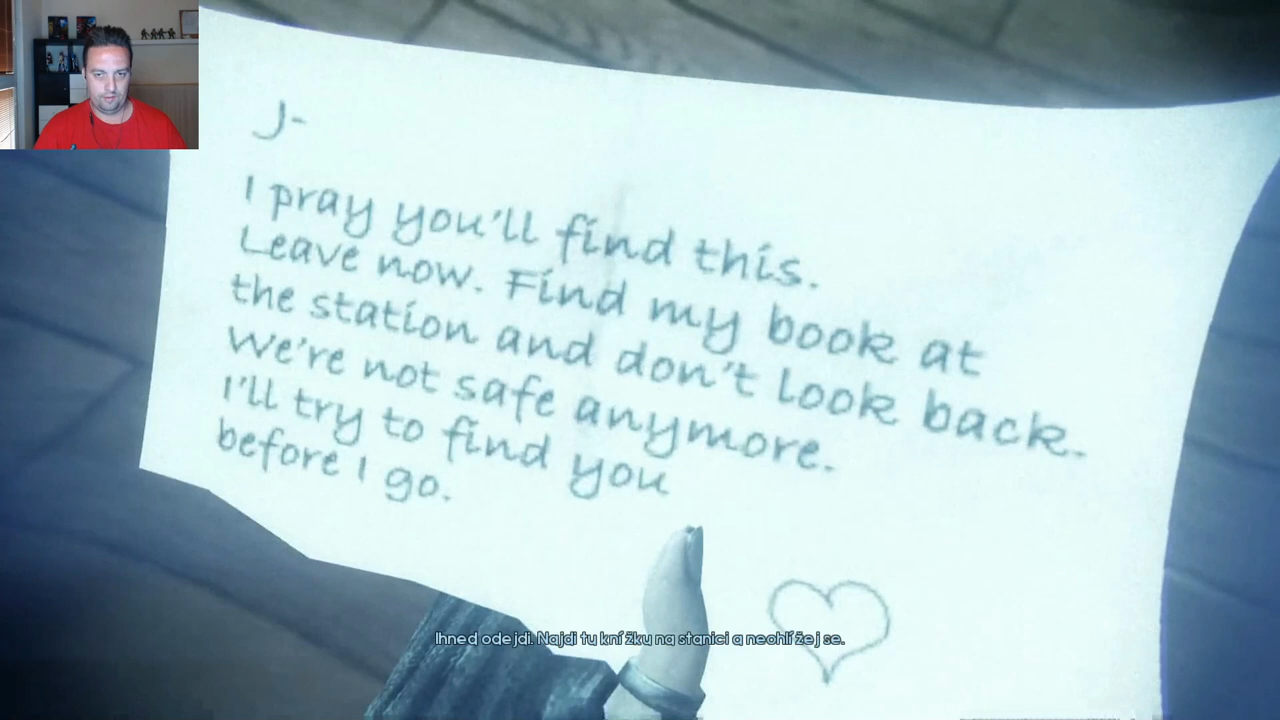 J-
I pray you'll find this.
Leave now. Find my book at
the station and don't look back.
We're not safe anymore.
I'll try to find you
before I go.
Ihned odejdi. Najdi tu knížku na stanici a neohlížej se.